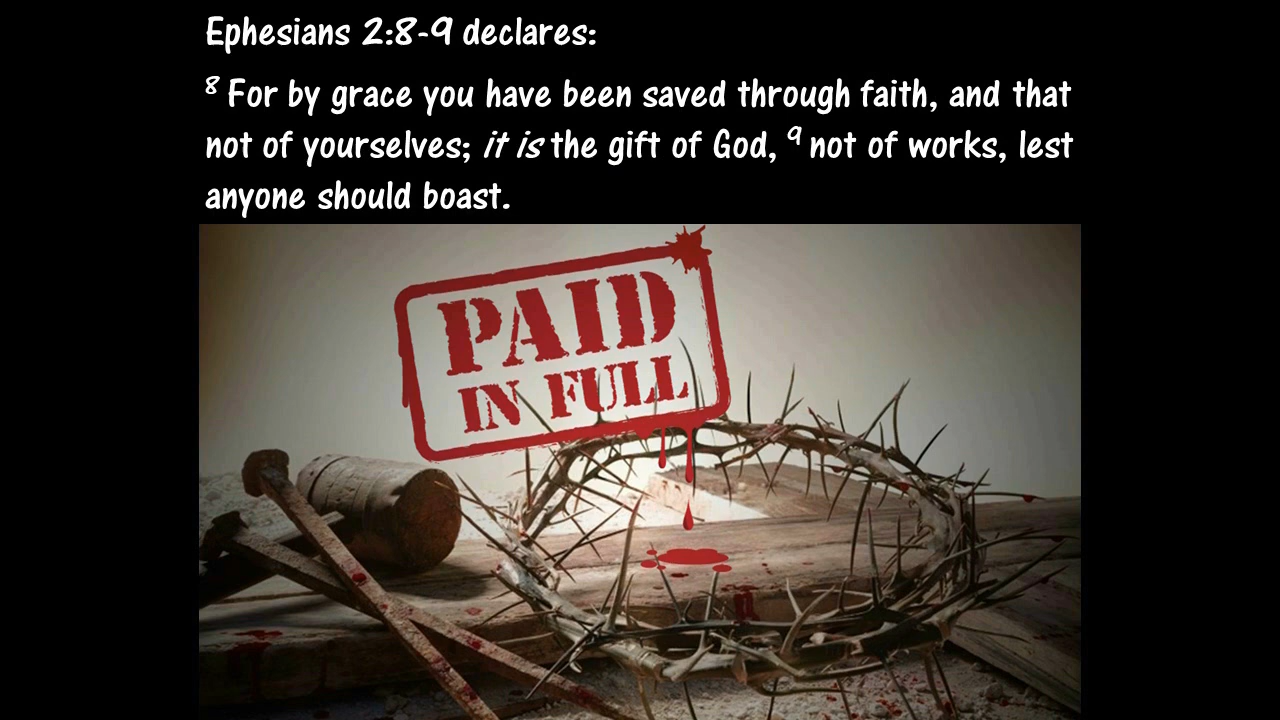 Ephesians 2:8-9 declares:
⁸ For by grace you have been saved through faith, and that
not of yourselves; it is the gift of God, ⁹ not of works, lest
anyone should boast.
PAID
IN FULL